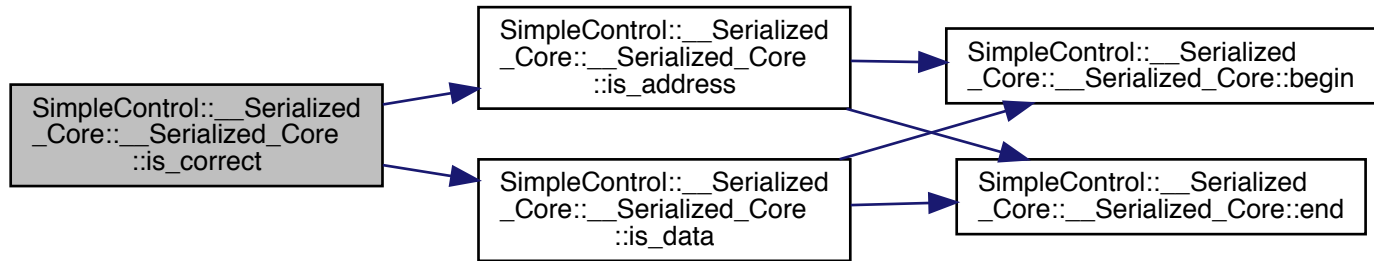 SimpleControl::__Serialized
_Core::__Serialized_Core
::is_correct
SimpleControl::__Serialized
_Core::__Serialized_Core
::is_address
SimpleControl::__Serialized
_Core::__Serialized_Core
::is_data
SimpleControl::__Serialized
_Core::__Serialized_Core::begin
SimpleControl::__Serialized
_Core::__Serialized_Core::end